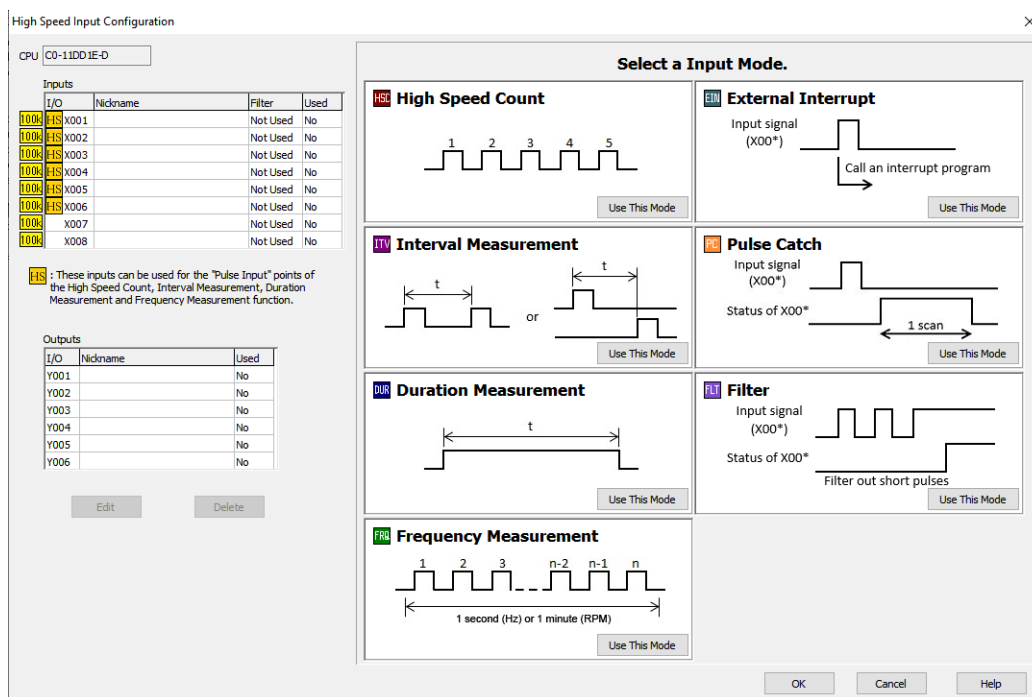 High Speed Input Configuration
CPU C0-11DD1E-D
Inputs
I/O Nickname Filter Used
100k HS X001 Not Used No
100k HS X002 Not Used No
100k HS X003 Not Used No
100k HS X004 Not Used No
100k HS X005 Not Used No
100k HS X006 Not Used No
100k X007 Not Used No
100k X008 Not Used No
HS : These inputs can be used for the "Pulse Input" points of
the High Speed Count, Interval Measurement, Duration
Measurement and Frequency Measurement function.
Outputs
I/O Nickname Used
Y001 No
Y002 No
Y003 No
Y004 No
Y005 No
Y006 No
Edit Delete
Select a Input Mode.
HSC High Speed Count
1 2 3 4 5
Use This Mode
EIN External Interrupt
Input signal
(X00*)
Call an interrupt program
Use This Mode
ITV Interval Measurement
t
or
t
Use This Mode
PC Pulse Catch
Input signal
(X00*)
Status of X00*
1 scan
Use This Mode
DUR Duration Measurement
t
Use This Mode
FLT Filter
Input signal
(X00*)
Status of X00*
Filter out short pulses
Use This Mode
FRQ Frequency Measurement
1 2 3 n-2 n-1 n
1 second (Hz) or 1 minute (RPM)
Use This Mode
OK Cancel Help